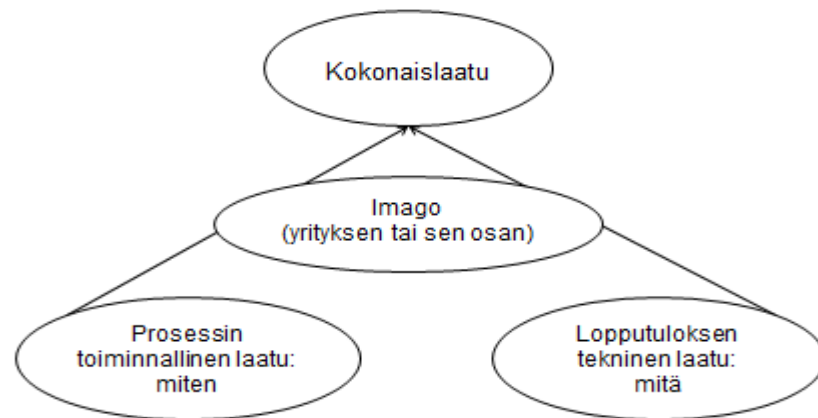 Kokonaislaatu
Imago
(yrityksen tai sen osan)
Prosessin
toiminnallinen laatu:
miten
Lopputuloksen
tekninen laatu:
mitä